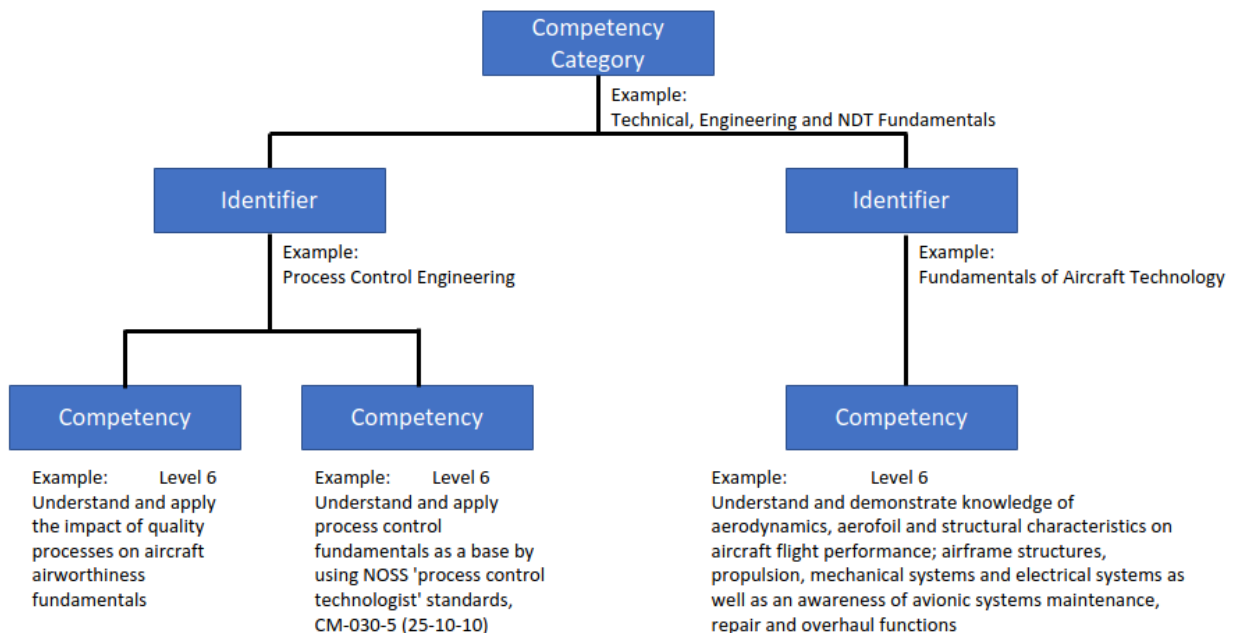 Competency
Category
Example:
Technical, Engineering and NDT Fundamentals
Identifier
Example:
Process Control Engineering
Identifier
Example:
Fundamentals of Aircraft Technology
Competency
Example: Level 6
Understand and apply
the impact of quality
processes on aircraft
airworthiness
fundamentals
Competency
Example: Level 6
Understand and apply
process control
fundamentals as a base by
using NOSS 'process control
technologist' standards,
CM-030-5 (25-10-10)
Competency
Example: Level 6
Understand and demonstrate knowledge of
aerodynamics, aerofoil and structural characteristics on
aircraft flight performance; airframe structures,
propulsion, mechanical systems and electrical systems as
well as an awareness of avionic systems maintenance,
repair and overhaul functions